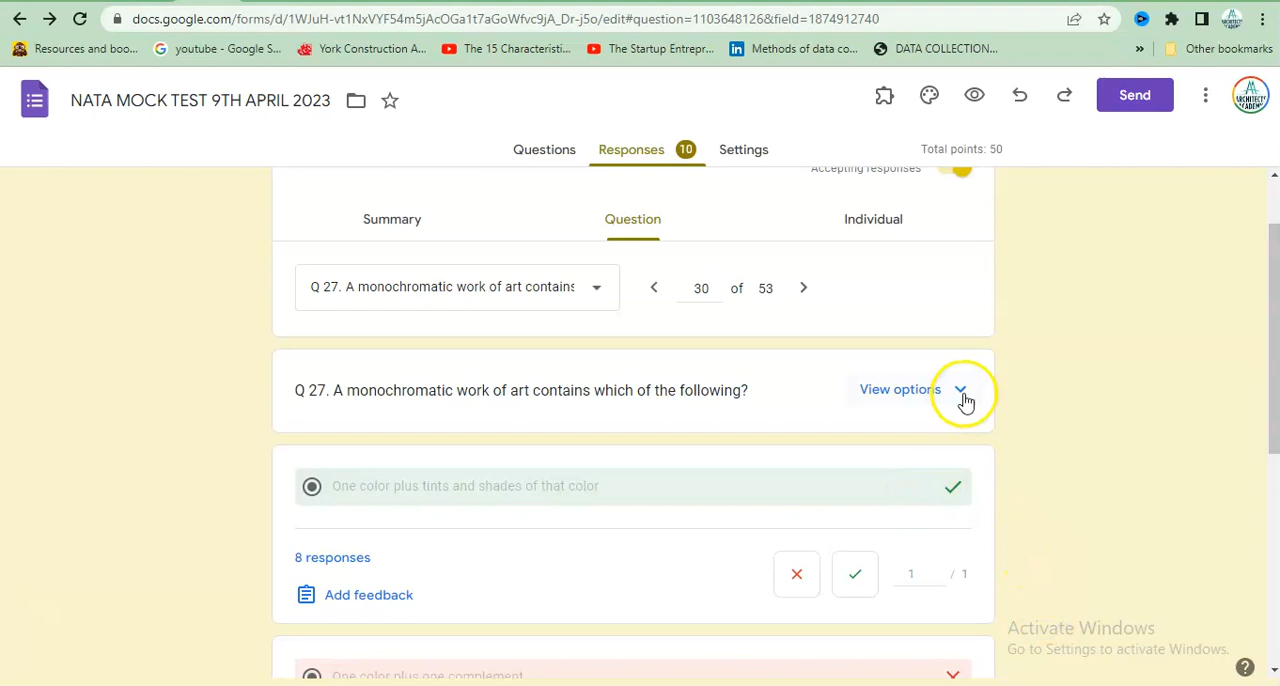 docs.google.com/forms/d/1WJuH-vt1NxVYF54m5jAcOGa1t7aGoWfvc9jA_Dr-j5o/edit#question=1103648126&field=1874912740
Resources and boo...
youtube - Google S...
York Construction A...
The 15 Characteristi...
The Startup Entrepr...
Methods of data co...
DATA COLLECTION...
»
Other bookmarks
NATA MOCK TEST 9TH APRIL 2023
Send
Questions
Responses 10
Settings
Total points: 50
Accepting responses
Summary
Question
Individual
Q 27. A monochromatic work of art contains
30 of 53
Q 27. A monochromatic work of art contains which of the following?
View options
One color plus tints and shades of that color
8 responses
1 / 1
Add feedback
Activate Windows
Go to Settings to activate Windows.
One color plus one complement